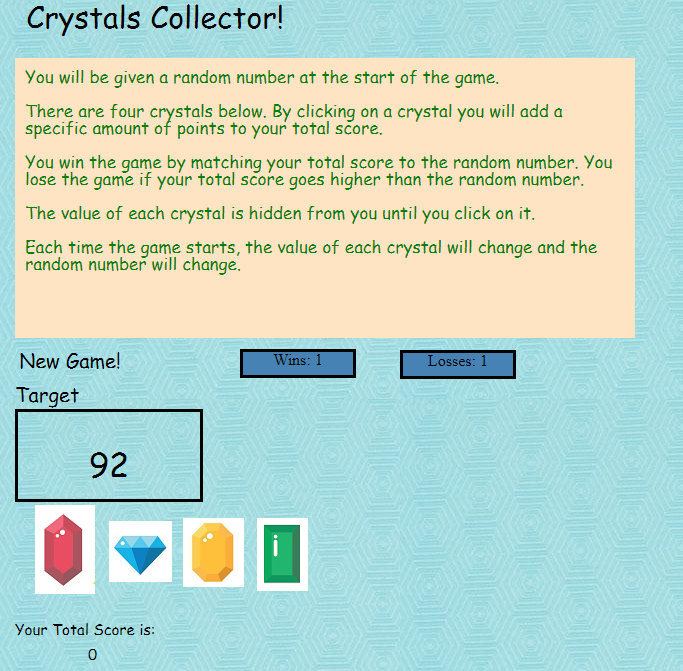 Crystals Collector!
You will be given a random number at the start of the game.
There are four crystals below. By clicking on a crystal you will add a
specific amount of points to your total score.
You win the game by matching your total score to the random number. You
lose the game if your total score goes higher than the random number.
The value of each crystal is hidden from you until you click on it.
Each time the game starts, the value of each crystal will change and the
random number will change.
New Game!
Wins: 1
Losses: 1
Target
92
Your Total Score is:
0